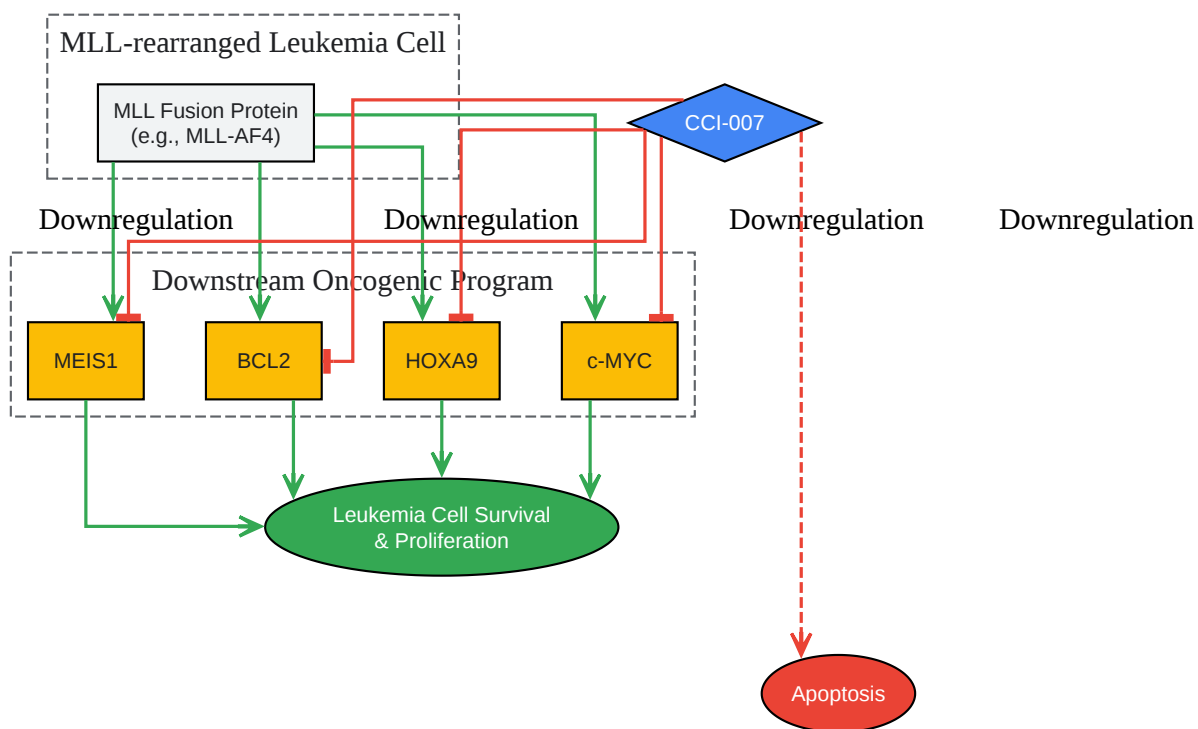 MLL-rearranged Leukemia Cell
MLL Fusion Protein
(e.g., MLL-AF4)
CCI-007
Downregulation
Downregulation
Downregulation
Downregulation
Downstream Oncogenic Program
MEIS1
BCL2
HOXA9
c-MYC
Leukemia Cell Survival
& Proliferation
Apoptosis